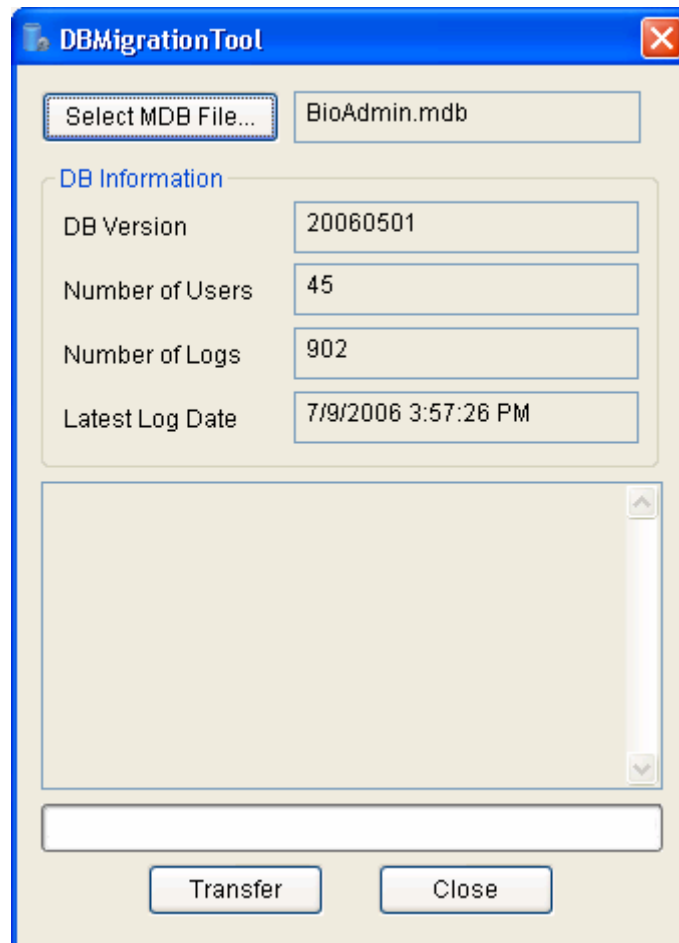 DBMigrationTool
Select MDB File... BioAdmin.mdb
DB Information
DB Version 20060501
Number of Users 45
Number of Logs 902
Latest Log Date 7/9/2006 3:57:26 PM
Transfer Close